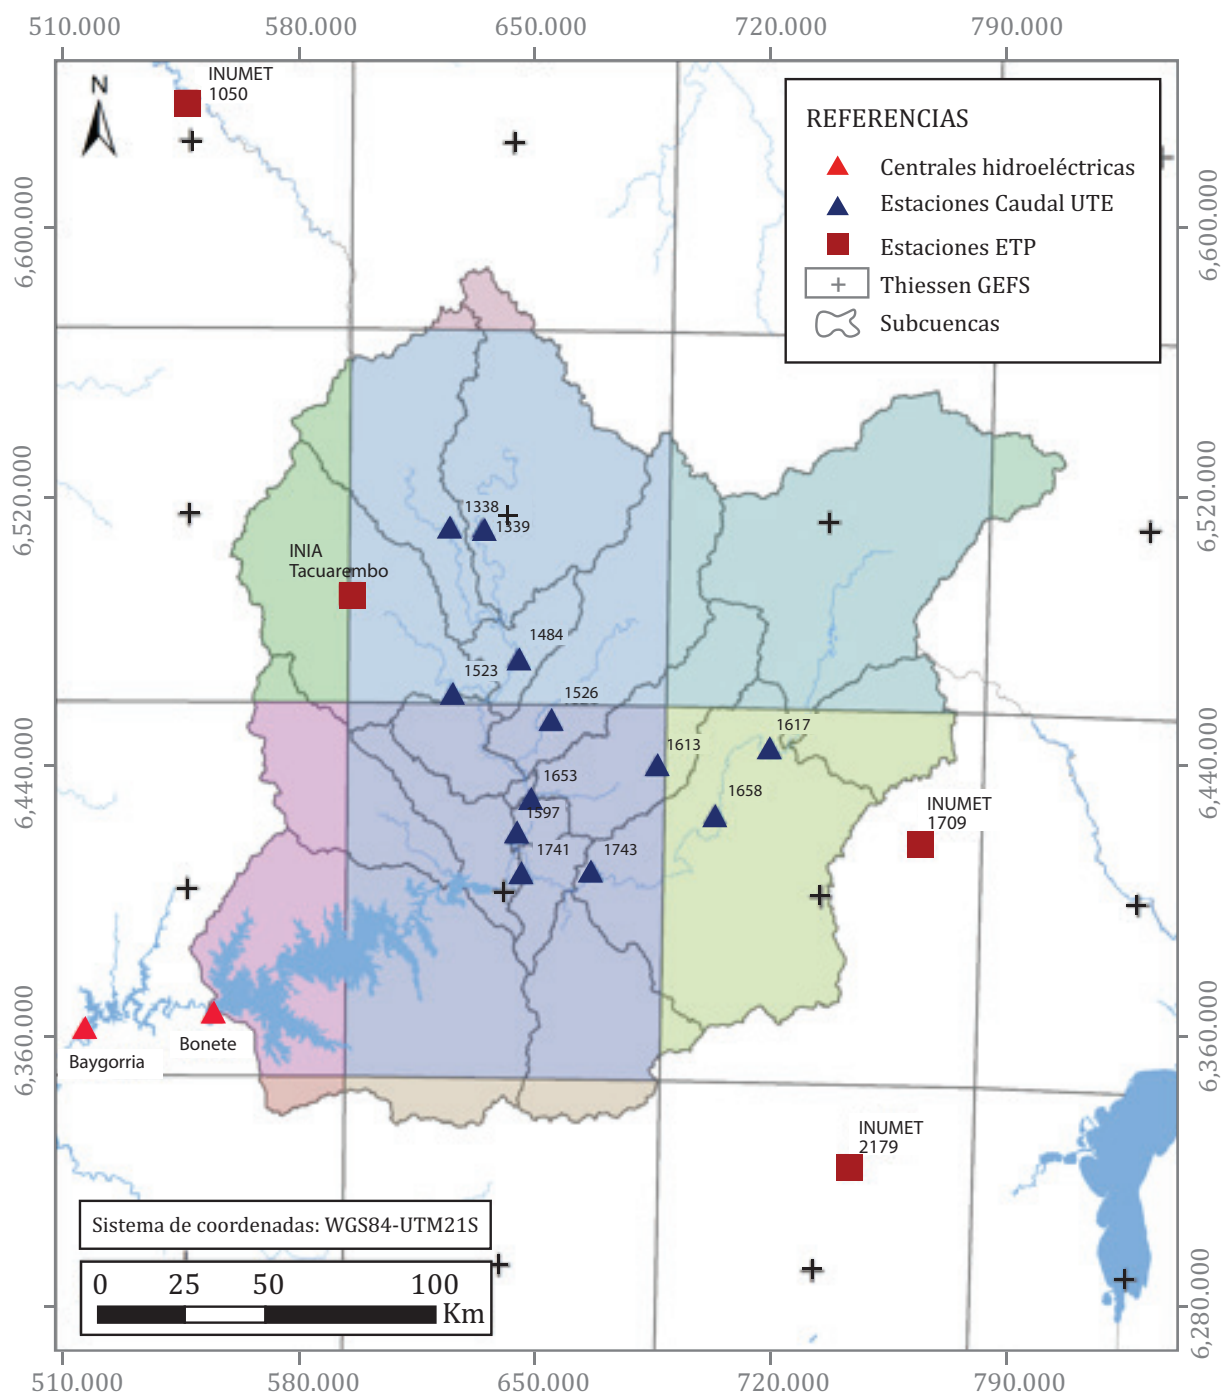 510.000 580.000 650.000 720.000 790.000
N
INUMET
1050
REFERENCIAS
Centrales hidroeléctricas
Estaciones Caudal UTE
Estaciones ETP
Thiessen GEFS
Subcuencas
6,600.000
6,600.000
6,520.000
6,520.000
1338
1339
INIA
Tacuarembo
1484
1523
1526
1617
1613
6,440.000
6,440.000
1653
1658
1597
INUMET
1709
1741
1743
6,360.000
6,360.000
Bonete
Baygorria
INUMET
2179
Sistema de coordenadas: WGS84-UTM21S
0 25 50 100
Km
6,280.000
510.000 580.000 650.000 720.000 790.000